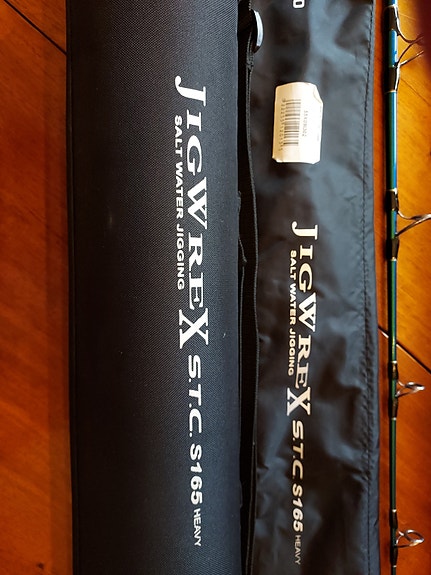 JIGWREX S.T.C. S165 HEAVY
SALT WATER JIGGING
JIGWREX S.T.C S165 HEAVY
SALT WATER JIGGING